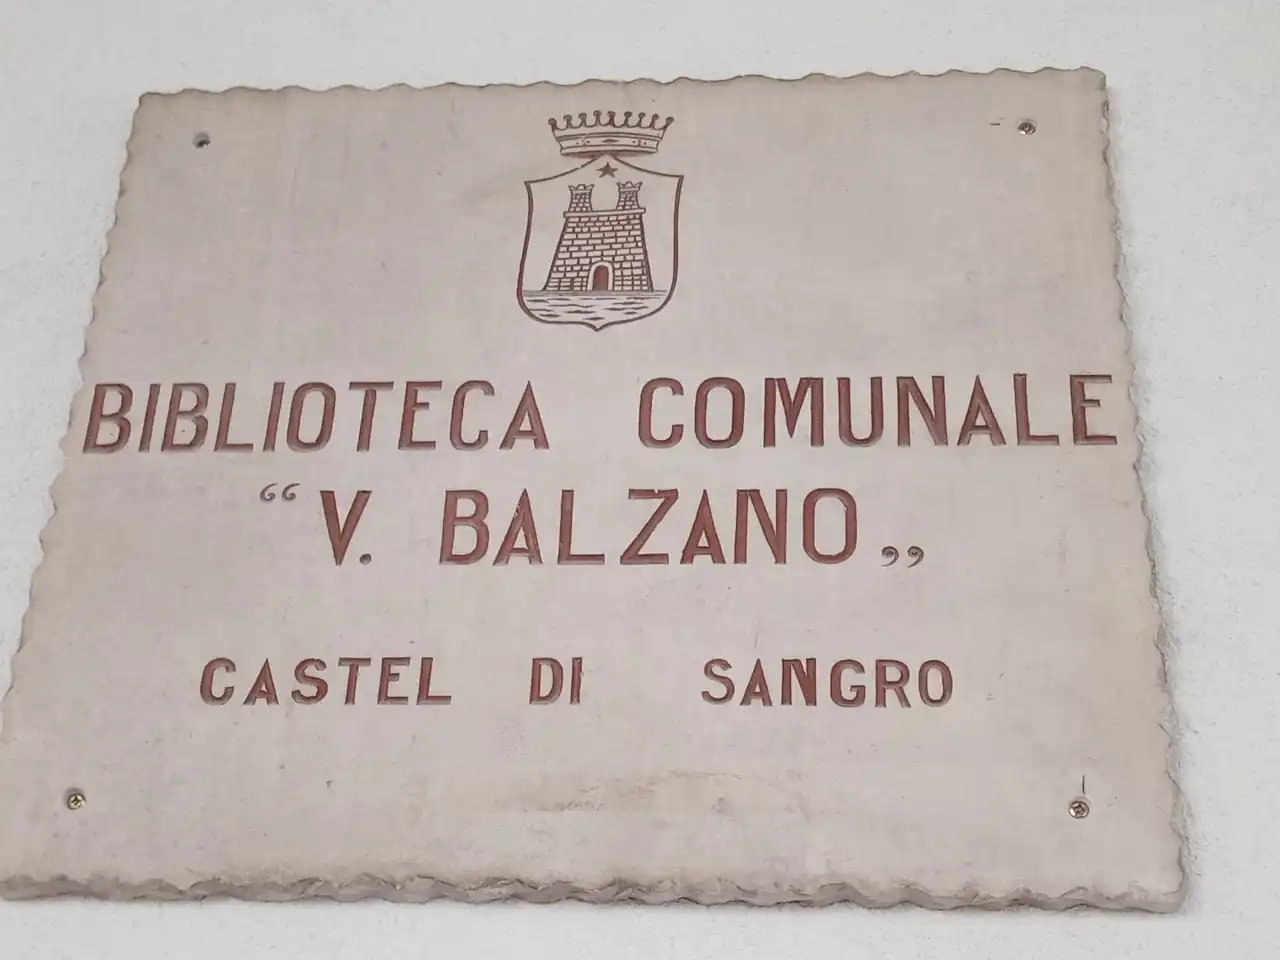 BIBLIOTECA COMUNALE
“ V. BALZANO „
CASTEL DI SANGRO